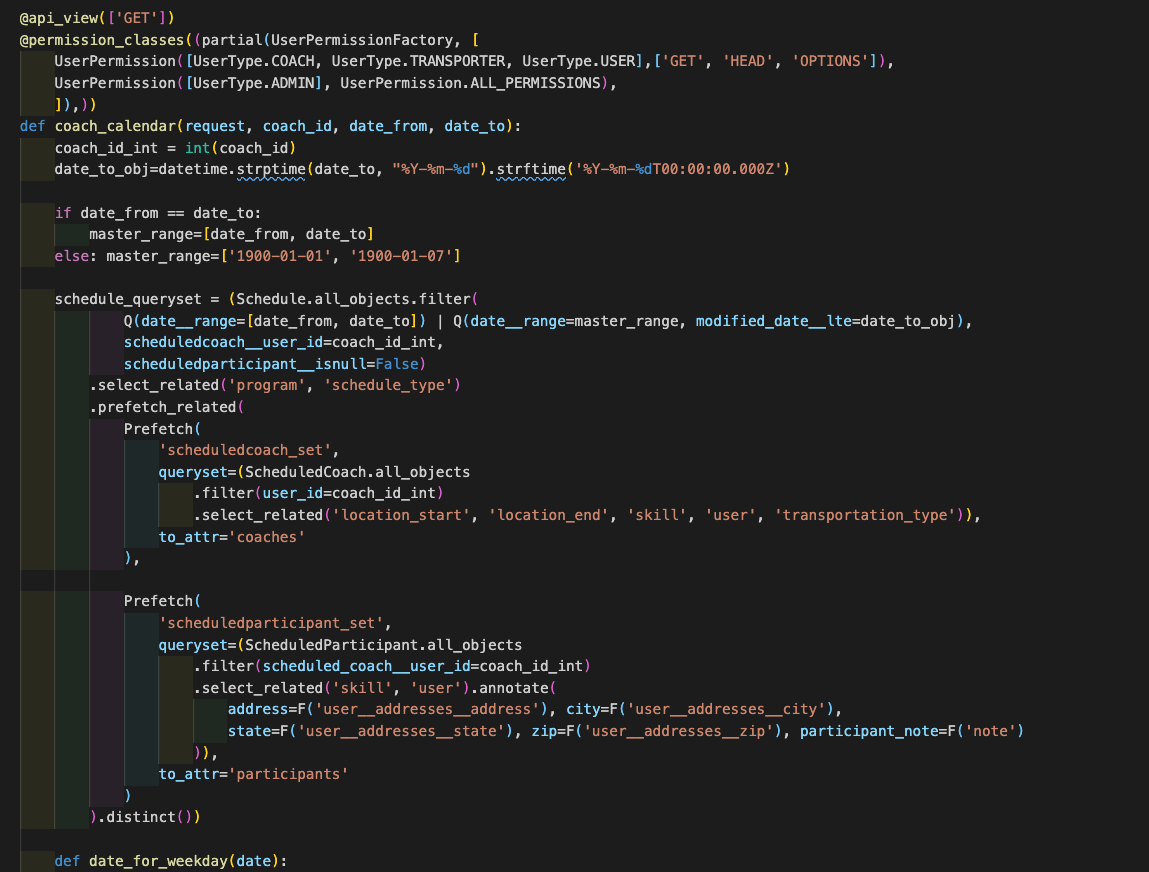 @api_view(['GET'])
@permission_classes((partial(UserPermissionFactory, [
    UserPermission([UserType.COACH, UserType.TRANSPORTER, UserType.USER],['GET', 'HEAD', 'OPTIONS']),
    UserPermission([UserType.ADMIN], UserPermission.ALL_PERMISSIONS),
    ]),))
def coach_calendar(request, coach_id, date_from, date_to):
    coach_id_int = int(coach_id)
    date_to_obj=datetime.strptime(date_to, "%Y-%m-%d").strftime('%Y-%m-%dT00:00:00.000Z')

    if date_from == date_to:
        master_range=[date_from, date_to]
    else: master_range=['1900-01-01', '1900-01-07']

    schedule_queryset = (Schedule.all_objects.filter(
            Q(date__range=[date_from, date_to]) | Q(date__range=master_range, modified_date__lte=date_to_obj),
            scheduledcoach__user_id=coach_id_int,
            scheduledparticipant__isnull=False)
        .select_related('program', 'schedule_type')
        .prefetch_related(
            Prefetch(
                'scheduledcoach_set',
                queryset=(ScheduledCoach.all_objects
                    .filter(user_id=coach_id_int)
                    .select_related('location_start', 'location_end', 'skill', 'user', 'transportation_type')),
                to_attr='coaches'
            ),

            Prefetch(
                'scheduledparticipant_set',
                queryset=(ScheduledParticipant.all_objects
                    .filter(scheduled_coach__user_id=coach_id_int)
                    .select_related('skill', 'user').annotate(
                        address=F('user__addresses__address'), city=F('user__addresses__city'),
                        state=F('user__addresses__state'), zip=F('user__addresses__zip'), participant_note=F('note')
                    )),
                to_attr='participants'
            )
        ).distinct())

    def date_for_weekday(date):